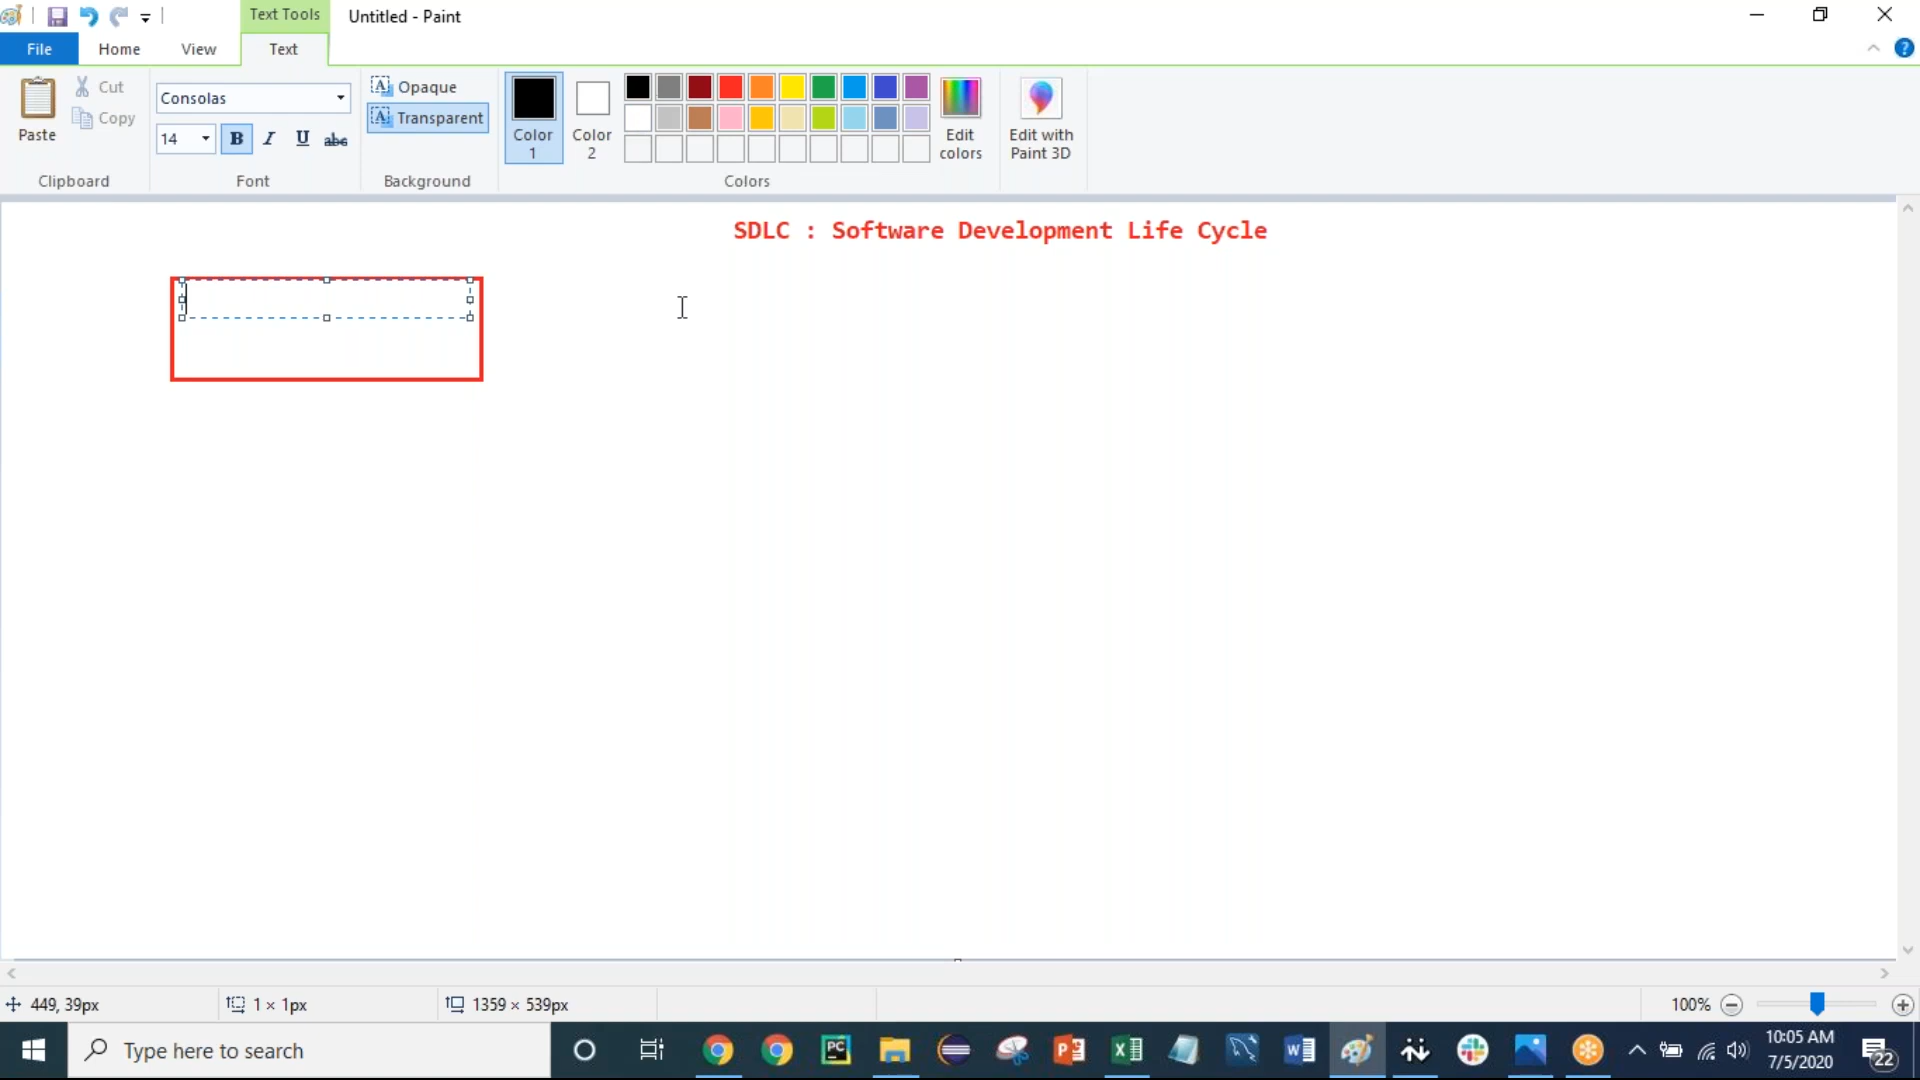 Text Tools
Untitled - Paint
File
Home
View
Text
Paste
Cut
Copy
Clipboard
Consolas
14
B
I
U
abc
Font
A Opaque
A Transparent
Background
Color
1
Color
2
Colors
Edit
colors
Edit with
Paint 3D
?
SDLC : Software Development Life Cycle
449, 39px
1 × 1px
1359 × 539px
100%
Type here to search
PC
P
X
W
10:05 AM
7/5/2020
22